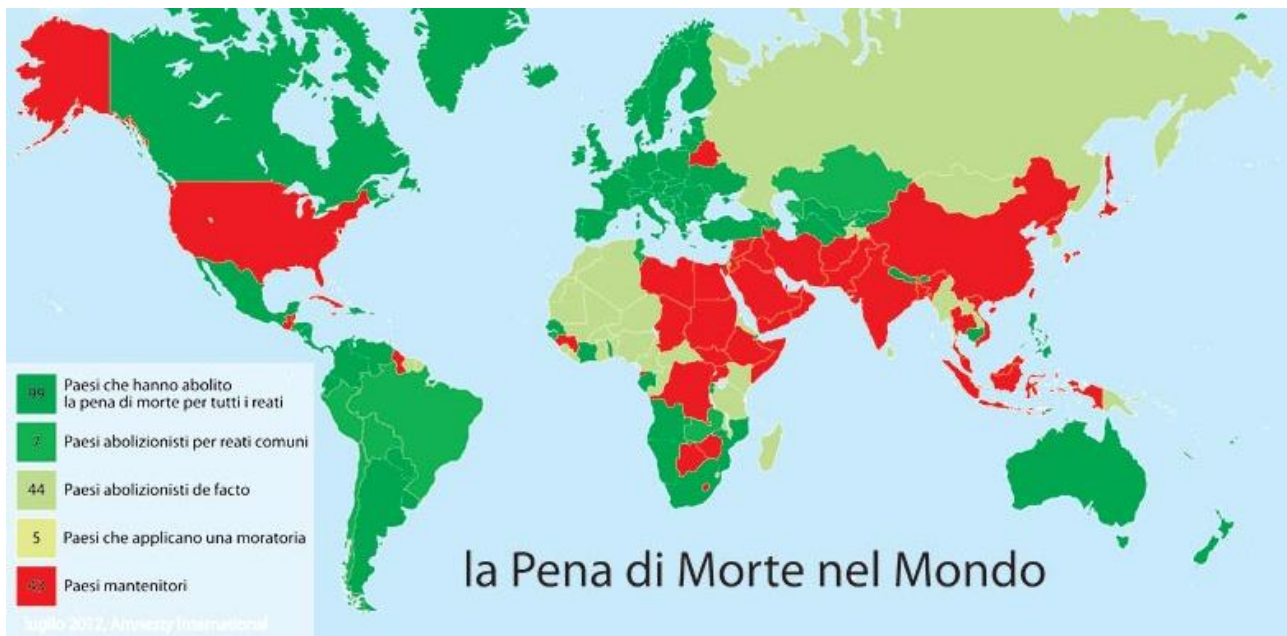 99 Paesi che hanno abolito
la pena di morte per tutti i reati
7 Paesi abolizionisti per reati comuni
44 Paesi abolizionisti de facto
5 Paesi che applicano una moratoria
43 Paesi mantenitori
luglio 2012, Amnesty International
la Pena di Morte nel Mondo